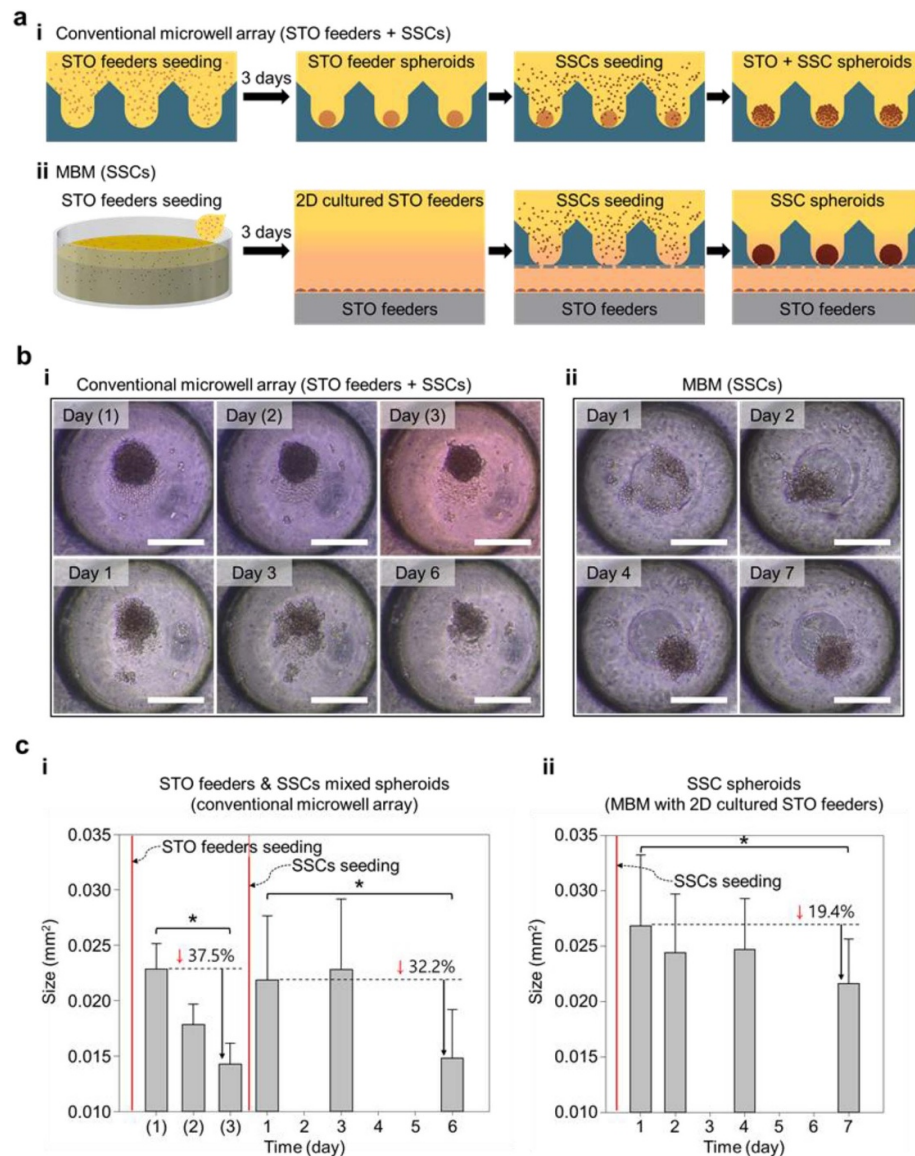 a
i Conventional microwell array (STO feeders + SSCs)
STO feeders seeding
3 days
STO feeder spheroids
SSCs seeding
STO + SSC spheroids
ii MBM (SSCs)
STO feeders seeding
3 days
2D cultured STO feeders
STO feeders
SSCs seeding
STO feeders
SSC spheroids
STO feeders
b
i Conventional microwell array (STO feeders + SSCs)
Day (1)
Day (2)
Day (3)
Day 1
Day 3
Day 6
ii MBM (SSCs)
Day 1
Day 2
Day 4
Day 7
c
i
STO feeders & SSCs mixed spheroids
(conventional microwell array)
0.035
0.030
0.025
0.020
0.015
0.010
Size (mm²)
STO feeders seeding
SSCs seeding
*
↓ 37.5%
*
↓ 32.2%
(1) (2) (3) 1 2 3 4 5 6
Time (day)
ii
SSC spheroids
(MBM with 2D cultured STO feeders)
0.035
0.030
0.025
0.020
0.015
0.010
Size (mm²)
SSCs seeding
*
↓ 19.4%
1 2 3 4 5 6 7
Time (day)